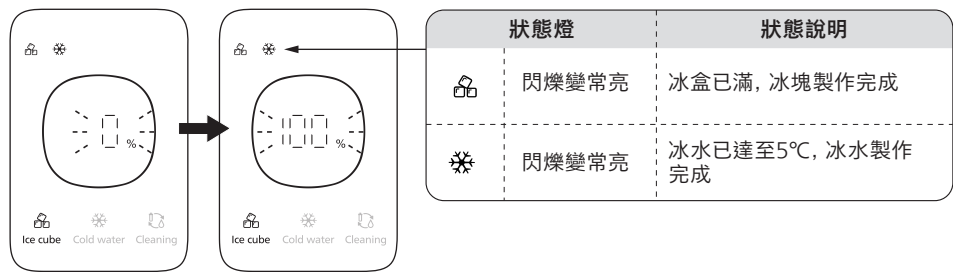 狀態燈 狀態說明
閃爍變常亮 冰盒已滿, 冰塊製作完成
閃爍變常亮 冰水已達至5℃, 冰水製作
完成
0 %
100 %
Ice cube Cold water Cleaning
Ice cube Cold water Cleaning